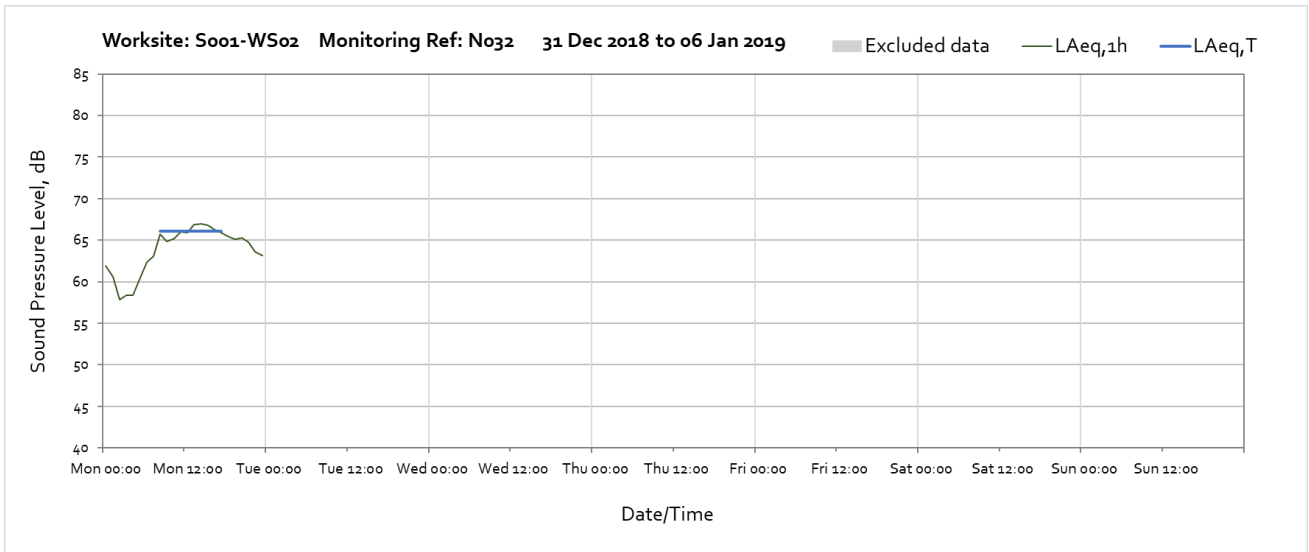 Worksite: S001-WS02 Monitoring Ref: N032 31 Dec 2018 to 06 Jan 2019
Excluded data LAeq,1h LAeq,T
Sound Pressure Level, dB
85
80
75
70
65
60
55
50
45
40
Mon 00:00 Mon 12:00 Tue 00:00 Tue 12:00 Wed 00:00 Wed 12:00 Thu 00:00 Thu 12:00 Fri 00:00 Fri 12:00 Sat 00:00 Sat 12:00 Sun 00:00 Sun 12:00
Date/Time